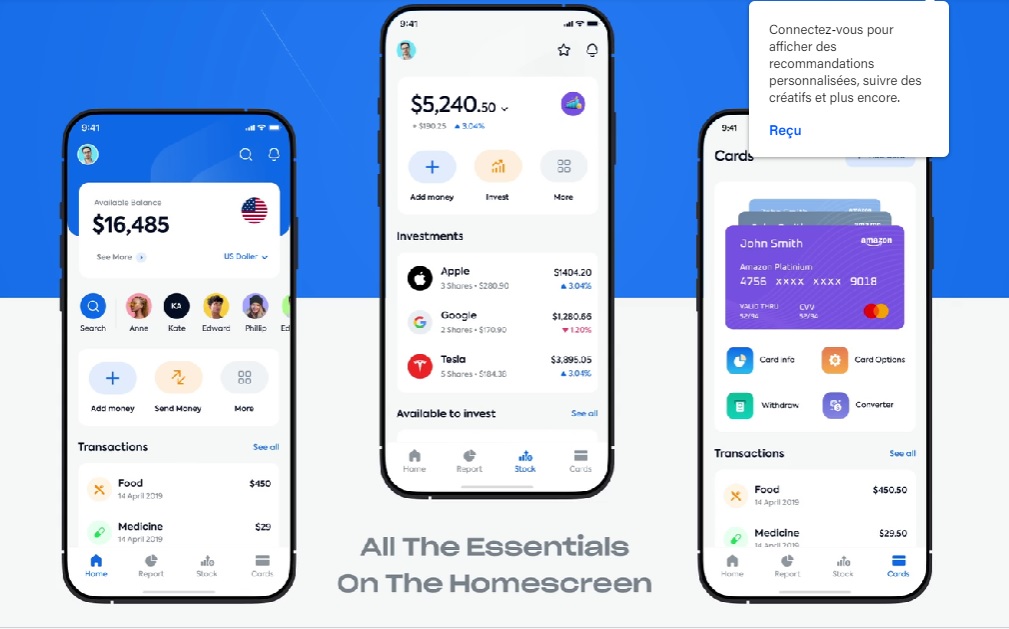 9:41
Available Balance
$16,485
See More
US Doller
Search
Anne
KA
Kate
Edward
Phillip
Ed
Add money
Send Money
More
Transactions
See all
Food
14 April 2019
$450
Medicine
14 April 2019
$29
Home
Report
Stock
Cards
9:41
$5,240.50
+ $190.25
3.04%
Add money
Invest
More
Investments
Apple
3 Shares • $280.90
$1404.20
3.04%
Google
2 Shares • $170.90
$1,280.66
1.20%
Tesla
5 Shares • $184.36
$3,895.05
3.04%
Available to invest
See all
Home
Report
Stock
Cards
All The Essentials
On The Homescreen
Connectez-vous pour
afficher des
recommandations
personnalisées, suivre des
créatifs et plus encore.
Reçu
9:41
Cards
John Smith
amazon
Amazon Platinium
4756 xxxx xxxx 9018
VALID THRU
CVV
Card Info
Card Options
Withdraw
Converter
Transactions
See all
Food
14 April 2019
$450.50
Medicine
14 April 2019
$29.50
Home
Report
Stock
Cards